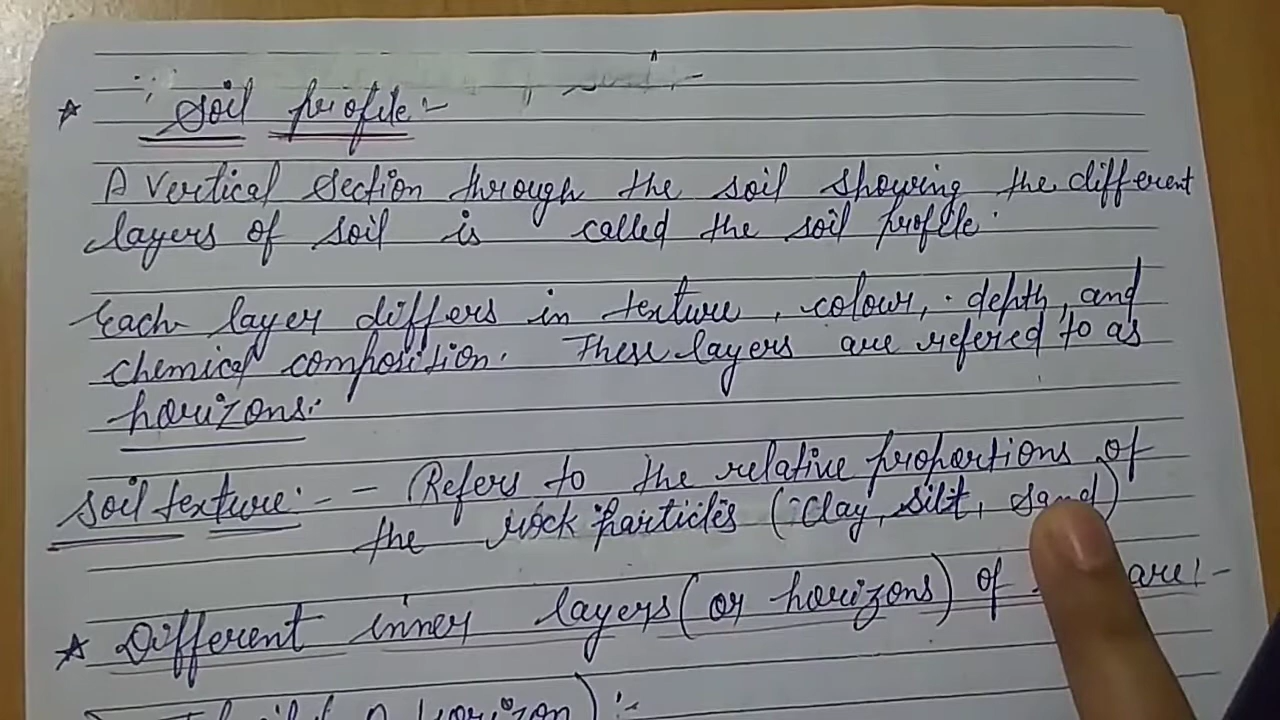 * Soil profile:-
A vertical section through the soil showing the different
layers of soil is called the soil profile.
Each layer differs in texture, colour, depth, and
chemical composition. These layers are refered to as
horizons.
Soil texture:- - Refers to the relative proportions of
the rock particles (clay, silt, sand)
* Different inner layers (or horizons) of are:-
horizon) :-